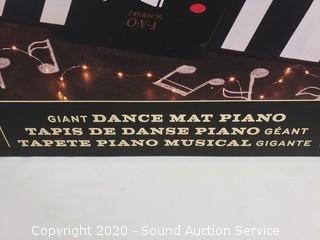 F·A·O
SCHWARZ
GIANT DANCE MAT PIANO
TAPIS DE DANSE PIANO GÉANT
TAPETE PIANO MUSICAL GIGANTE
Copyright 2020 - Sound Auction Service